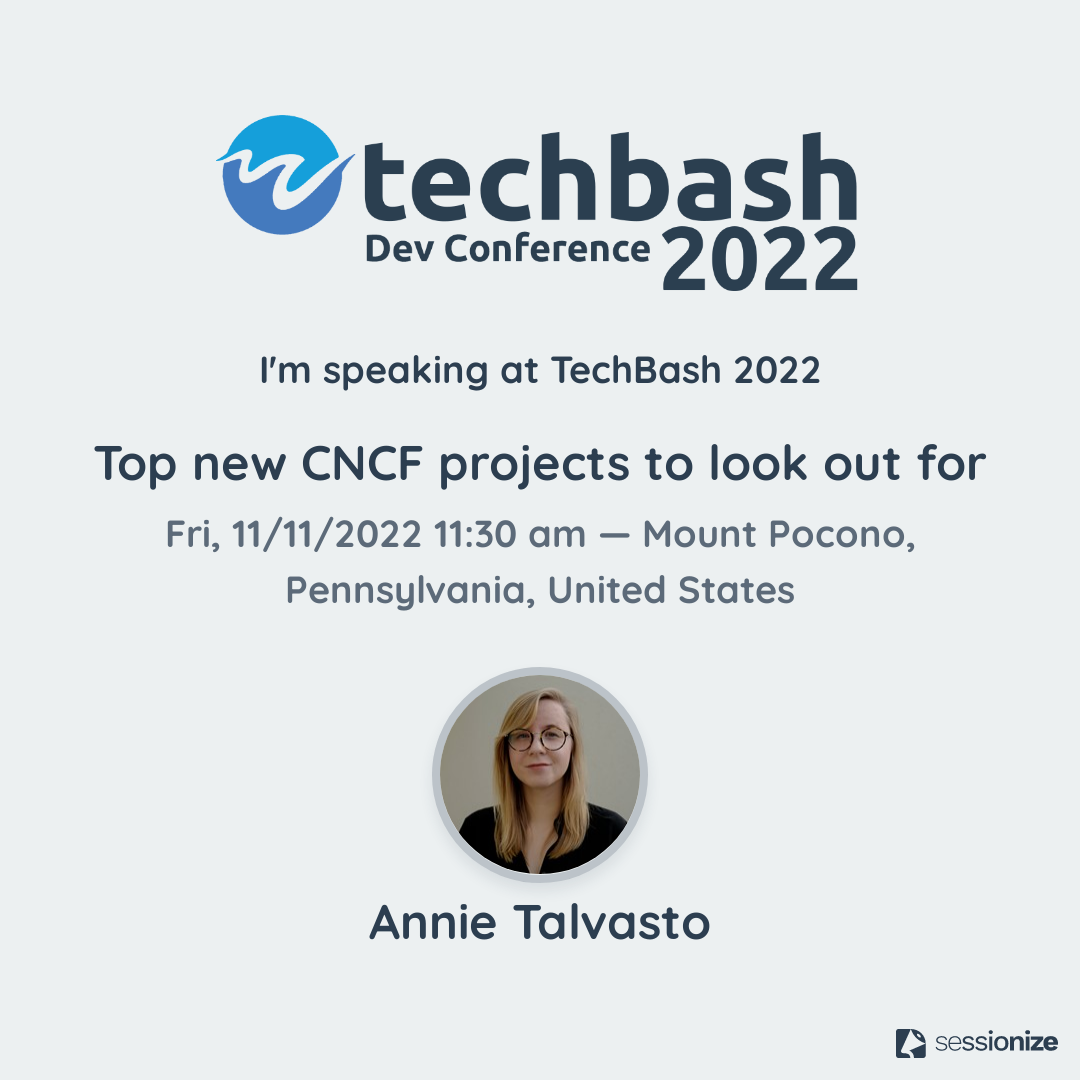 techbash
Dev Conference 2022
I'm speaking at TechBash 2022
Top new CNCF projects to look out for
Fri, 11/11/2022 11:30 am — Mount Pocono,
Pennsylvania, United States
Annie Talvasto
sessionize